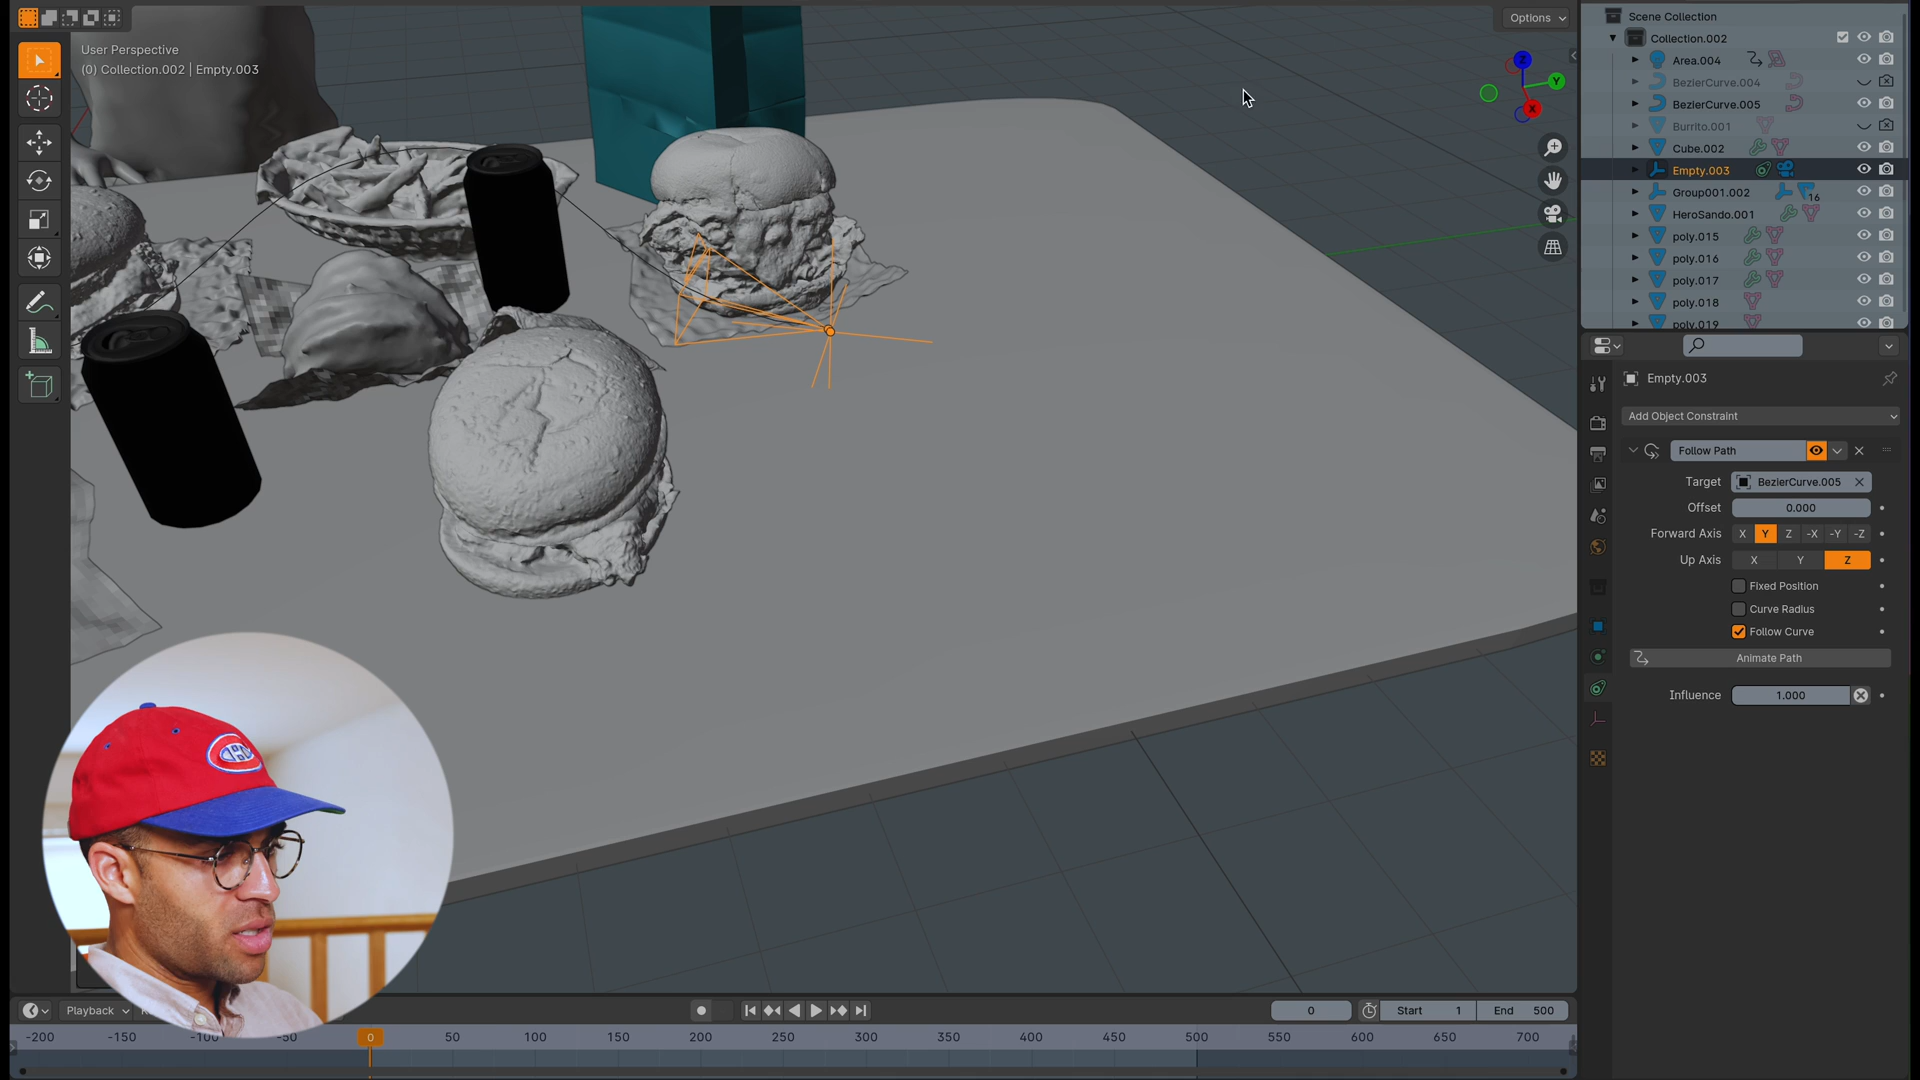 User Perspective
(0) Collection.002 | Empty.003
Options
Z
Y
X
Scene Collection
Collection.002
Area.004
BezierCurve.004
BezierCurve.005
Burrito.001
Cube.002
Empty.003
Group001.002
16
HeroSando.001
poly.015
poly.016
poly.017
poly.018
poly.019
Empty.003
Add Object Constraint
Follow Path
Target BezierCurve.005
Offset 0.000
Forward Axis X Y Z -X -Y -Z
Up Axis X Y Z
Fixed Position
Curve Radius
Follow Curve
Animate Path
Influence 1.000
Playback
0 Start 1 End 500
-200 -150 -100 -50 0 50 100 150 200 250 300 350 400 450 500 550 600 650 700